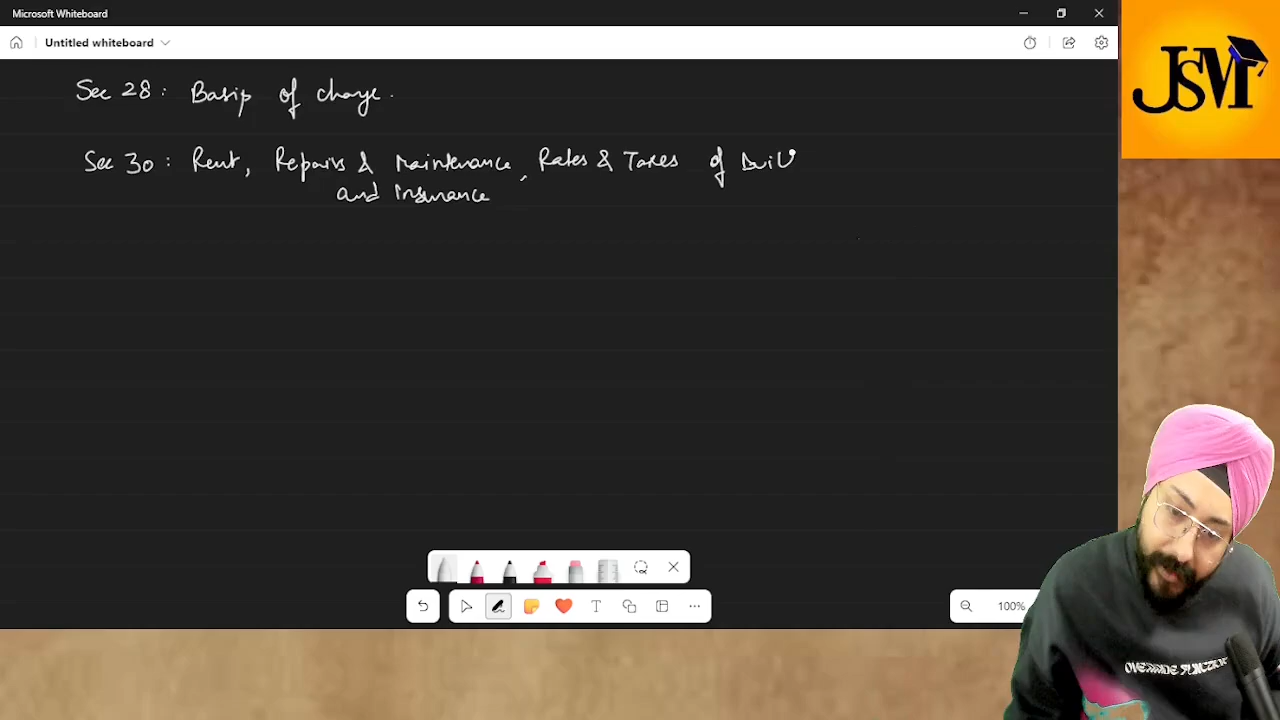 Microsoft Whiteboard
Untitled whiteboard
JSM
Sec 28: Basis of charge.
Sec 30: Rent, Repairs & Maintenance, Rates & Taxes of
and Insurance
100%